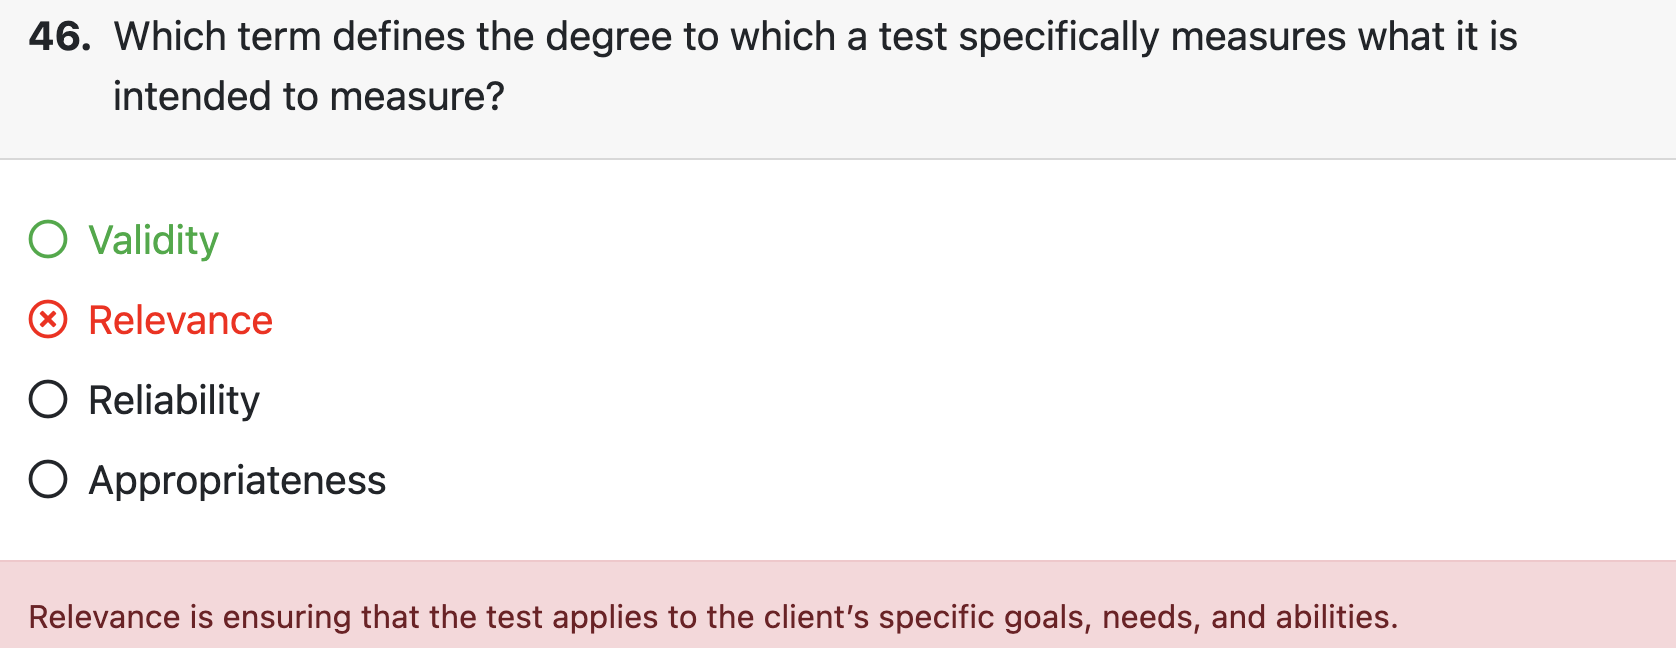 46. Which term defines the degree to which a test specifically measures what it is
intended to measure?
Validity
Relevance
Reliability
Appropriateness
Relevance is ensuring that the test applies to the client’s specific goals, needs, and abilities.